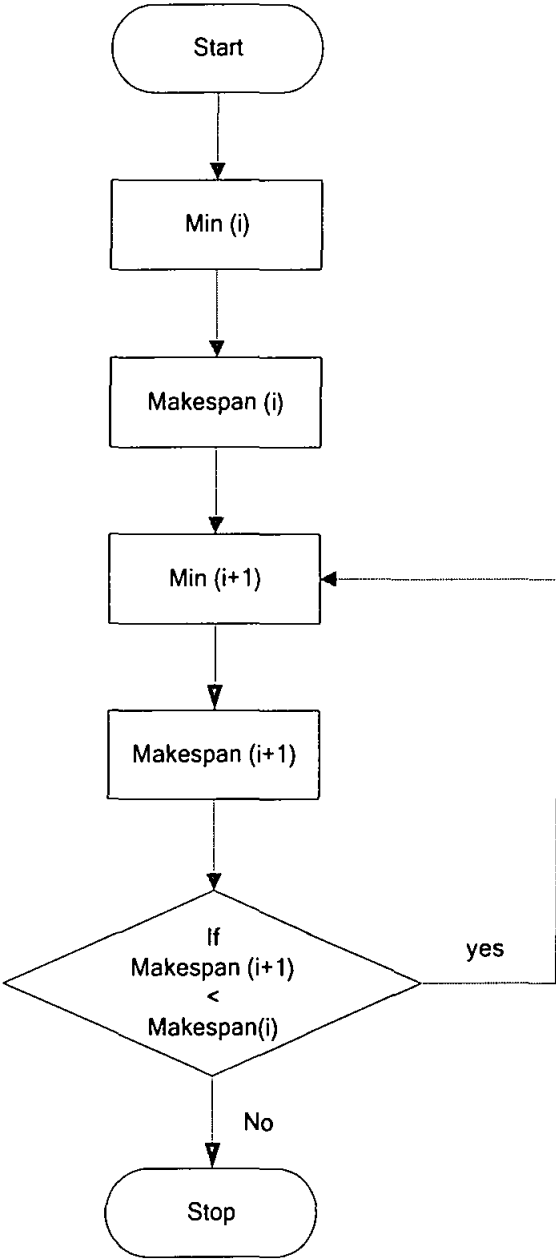 Start
Min (i)
Makespan (i)
Min (i+1)
Makespan (i+1)
If
Makespan (i+1)
<
Makespan(i)
yes
No
Stop